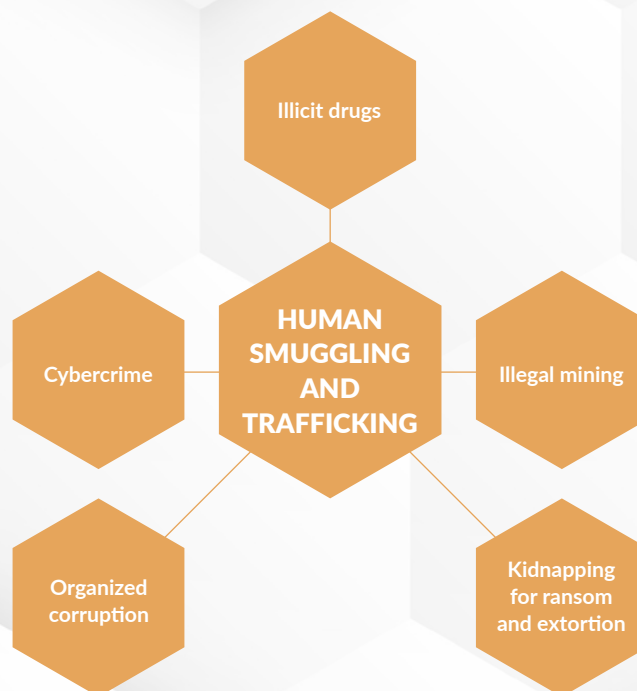 Illicit drugs
HUMAN
SMUGGLING
AND
TRAFFICKING
Cybercrime
Illegal mining
Organized
corruption
Kidnapping
for ransom
and extortion